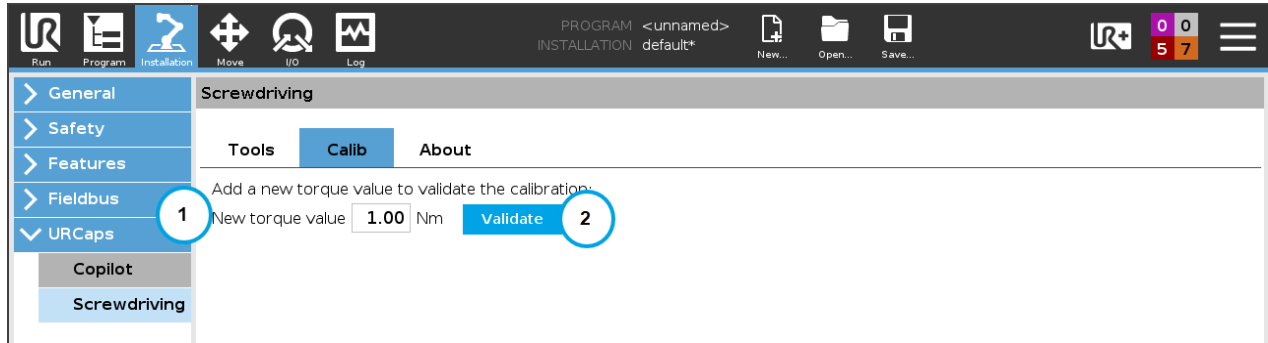 PROGRAM <unnamed>
INSTALLATION default*
UR+
0 0
5 7
Run Program Installation Move I/O Log New... Open... Save...
General
Safety
Features
Fieldbus
URCaps
Copilot
Screwdriving
Screwdriving
Tools Calib About
Add a new torque value to validate the calibration:
1 New torque value 1.00 Nm Validate 2